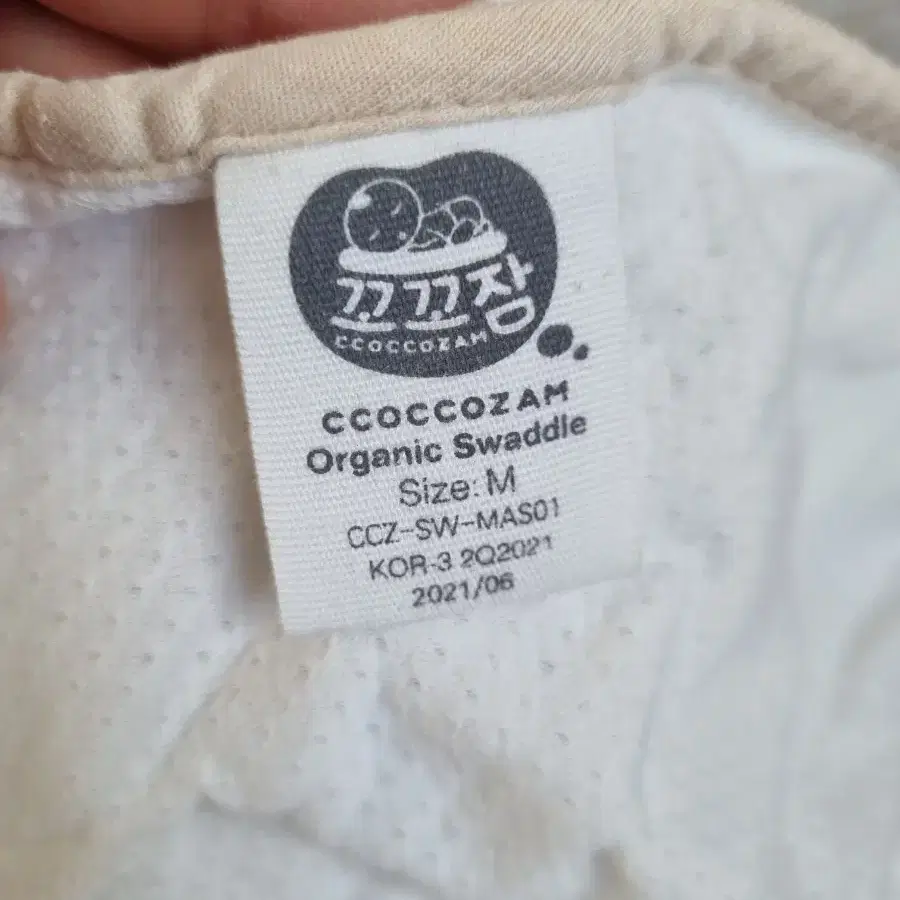 꼬꼬잠
CCOCCOZAM
CCOCCOZAM
Organic Swaddle
Size: M
CCZ-SW-MAS01
KOR-3 2Q2021
2021/06